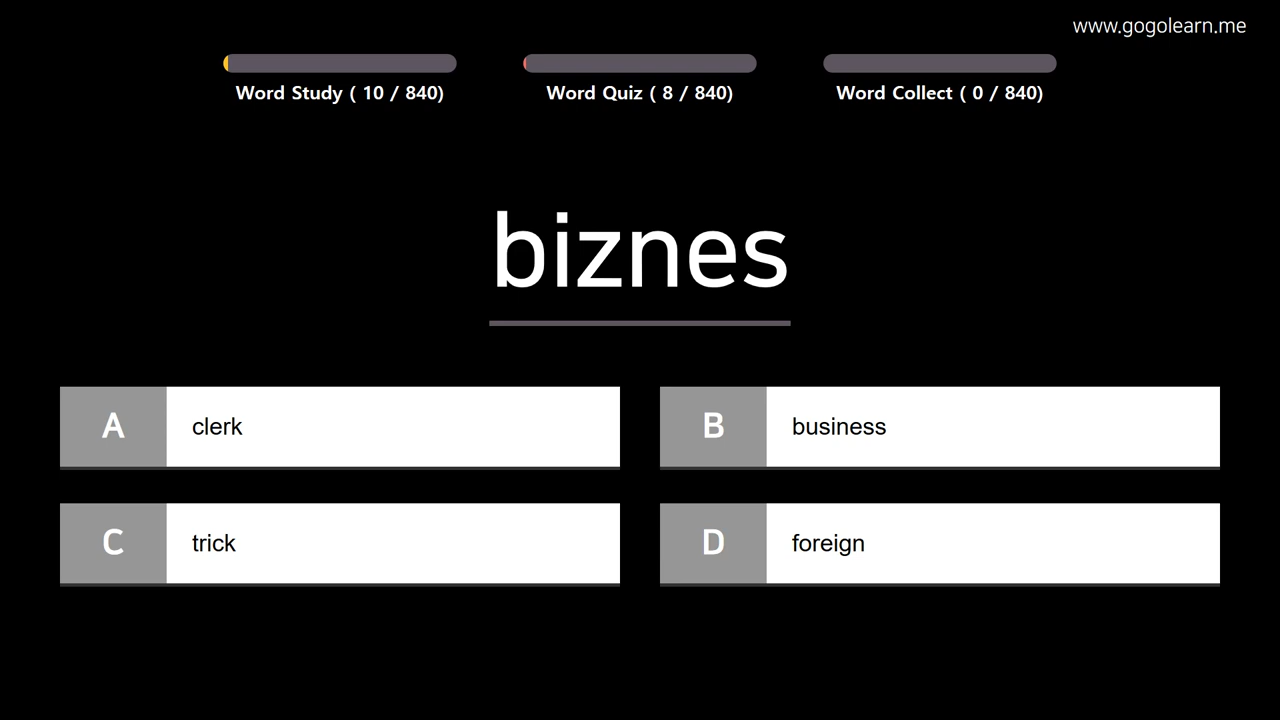 www.gogolearn.me
Word Study ( 10 / 840)
Word Quiz ( 8 / 840)
Word Collect ( 0 / 840)
biznes
A clerk
B business
C trick
D foreign